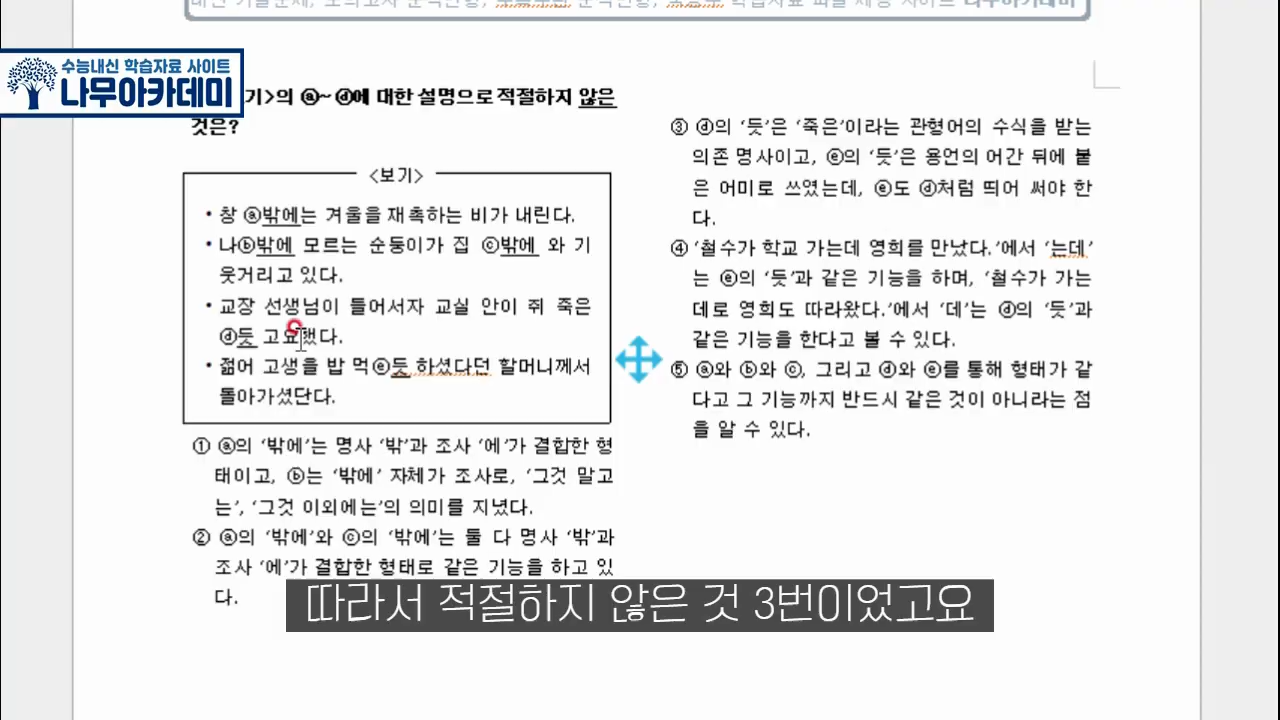 수능내신 학습자료 사이트
나무아카데미
기>의 ⓐ~ⓓ에 대한 설명으로 적절하지 않은
것은?
<보기>
• 창 ⓐ밖에는 겨울을 재촉하는 비가 내린다.
• 나ⓑ밖에 모르는 순둥이가 집 ⓒ밖에 와 기
웃거리고 있다.
• 교장 선생님이 들어서자 교실 안이 쥐 죽은
ⓓ듯 고요했다.
• 젊어 고생을 밥 먹ⓔ듯 하셨다던 할머니께서
돌아가셨단다.
① ⓐ의 ‘밖에’는 명사 ‘밖’과 조사 ‘에’가 결합한 형
태이고, ⓑ는 ‘밖에’ 자체가 조사로, ‘그것 말고
는’, ‘그것 이외에는’의 의미를 지녔다.
② ⓐ의 ‘밖에’와 ⓒ의 ‘밖에’는 둘 다 명사 ‘밖’과
조사 ‘에’가 결합한 형태로 같은 기능을 하고 있
다.
③ ⓓ의 ‘듯’은 ‘죽은’이라는 관형어의 수식을 받는
의존 명사이고, ⓔ의 ‘듯’은 용언의 어간 뒤에 붙
은 어미로 쓰였는데, ⓔ도 ⓓ처럼 띄어 써야 한
다.
④ ‘철수가 학교 가는데 영희를 만났다.’에서 ‘는데’
는 ⓔ의 ‘듯’과 같은 기능을 하며, ‘철수가 가는
데로 영희도 따라왔다.’에서 ‘데’는 ⓓ의 ‘듯’과
같은 기능을 한다고 볼 수 있다.
⑤ ⓐ와 ⓑ와 ⓒ, 그리고 ⓓ와 ⓔ를 통해 형태가 같
다고 그 기능까지 반드시 같은 것이 아니라는 점
을 알 수 있다.
따라서 적절하지 않은 것 3번이었고요